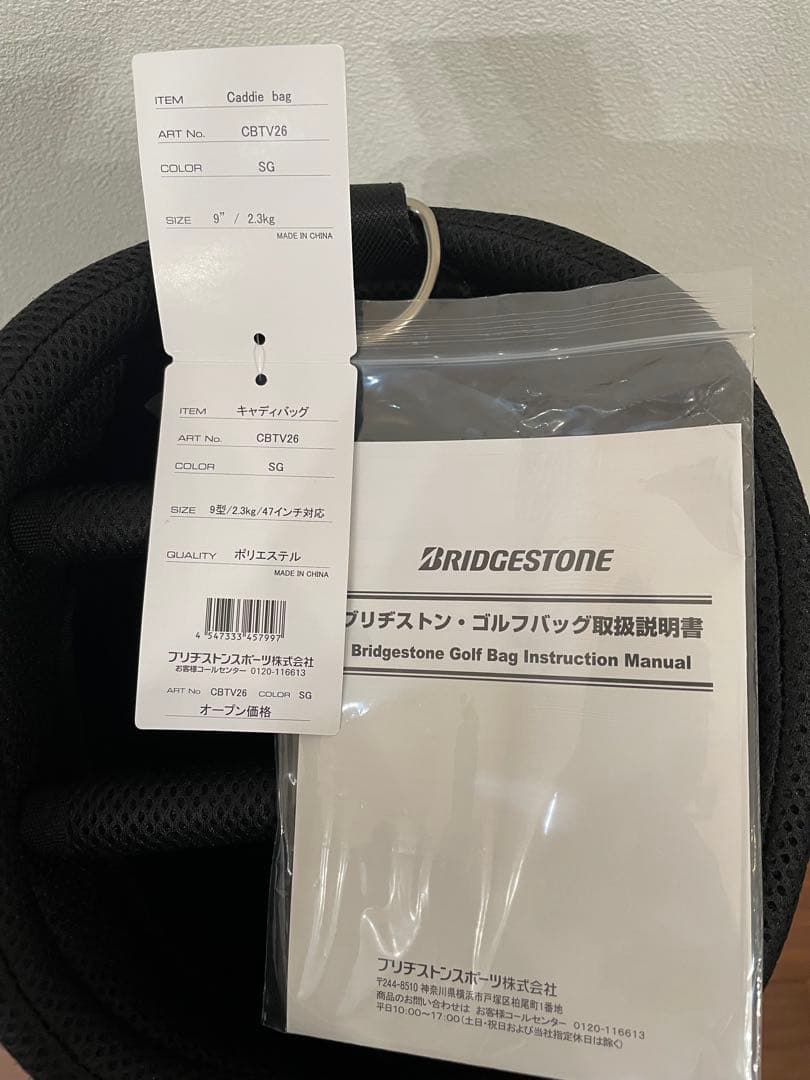 ITEM Caddie bag
ART No. CBTV26
COLOR SG
SIZE 9" / 2.3kg
MADE IN CHINA
ITEM キャディバッグ
ART No. CBTV26
COLOR SG
SIZE 9型/2.3kg/47インチ対応
QUALITY ポリエステル
MADE IN CHINA
4 547333 457997
ブリヂストンスポーツ株式会社
お客様コールセンター 0120-116613
ART No CBTV26 COLOR SG
オープン価格
BRIDGESTONE
ブリヂストン・ゴルフバッグ取扱説明書
Bridgestone Golf Bag Instruction Manual
ブリヂストンスポーツ株式会社
〒244-8510 神奈川県横浜市戸塚区柏尾町1番地
商品のお問い合わせは お客様コールセンター 0120-116613
平日10:00〜17:00(土日・祝日および当社指定休日は除く)